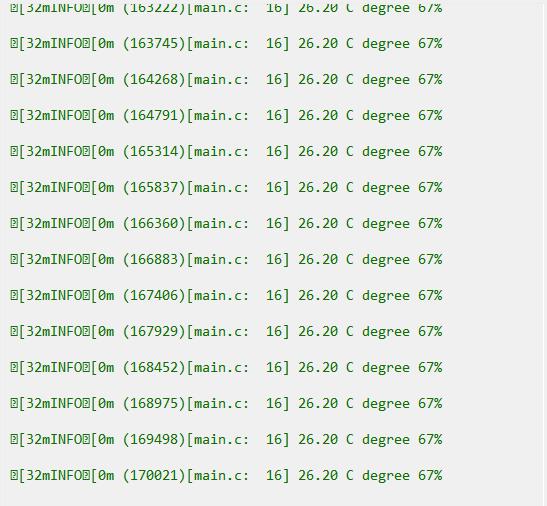 ␛[32mINFO␛[0m (163222)[main.c:  16] 26.20 C degree 67%
␛[32mINFO␛[0m (163745)[main.c:  16] 26.20 C degree 67%
␛[32mINFO␛[0m (164268)[main.c:  16] 26.20 C degree 67%
␛[32mINFO␛[0m (164791)[main.c:  16] 26.20 C degree 67%
␛[32mINFO␛[0m (165314)[main.c:  16] 26.20 C degree 67%
␛[32mINFO␛[0m (165837)[main.c:  16] 26.20 C degree 67%
␛[32mINFO␛[0m (166360)[main.c:  16] 26.20 C degree 67%
␛[32mINFO␛[0m (166883)[main.c:  16] 26.20 C degree 67%
␛[32mINFO␛[0m (167406)[main.c:  16] 26.20 C degree 67%
␛[32mINFO␛[0m (167929)[main.c:  16] 26.20 C degree 67%
␛[32mINFO␛[0m (168452)[main.c:  16] 26.20 C degree 67%
␛[32mINFO␛[0m (168975)[main.c:  16] 26.20 C degree 67%
␛[32mINFO␛[0m (169498)[main.c:  16] 26.20 C degree 67%
␛[32mINFO␛[0m (170021)[main.c:  16] 26.20 C degree 67%